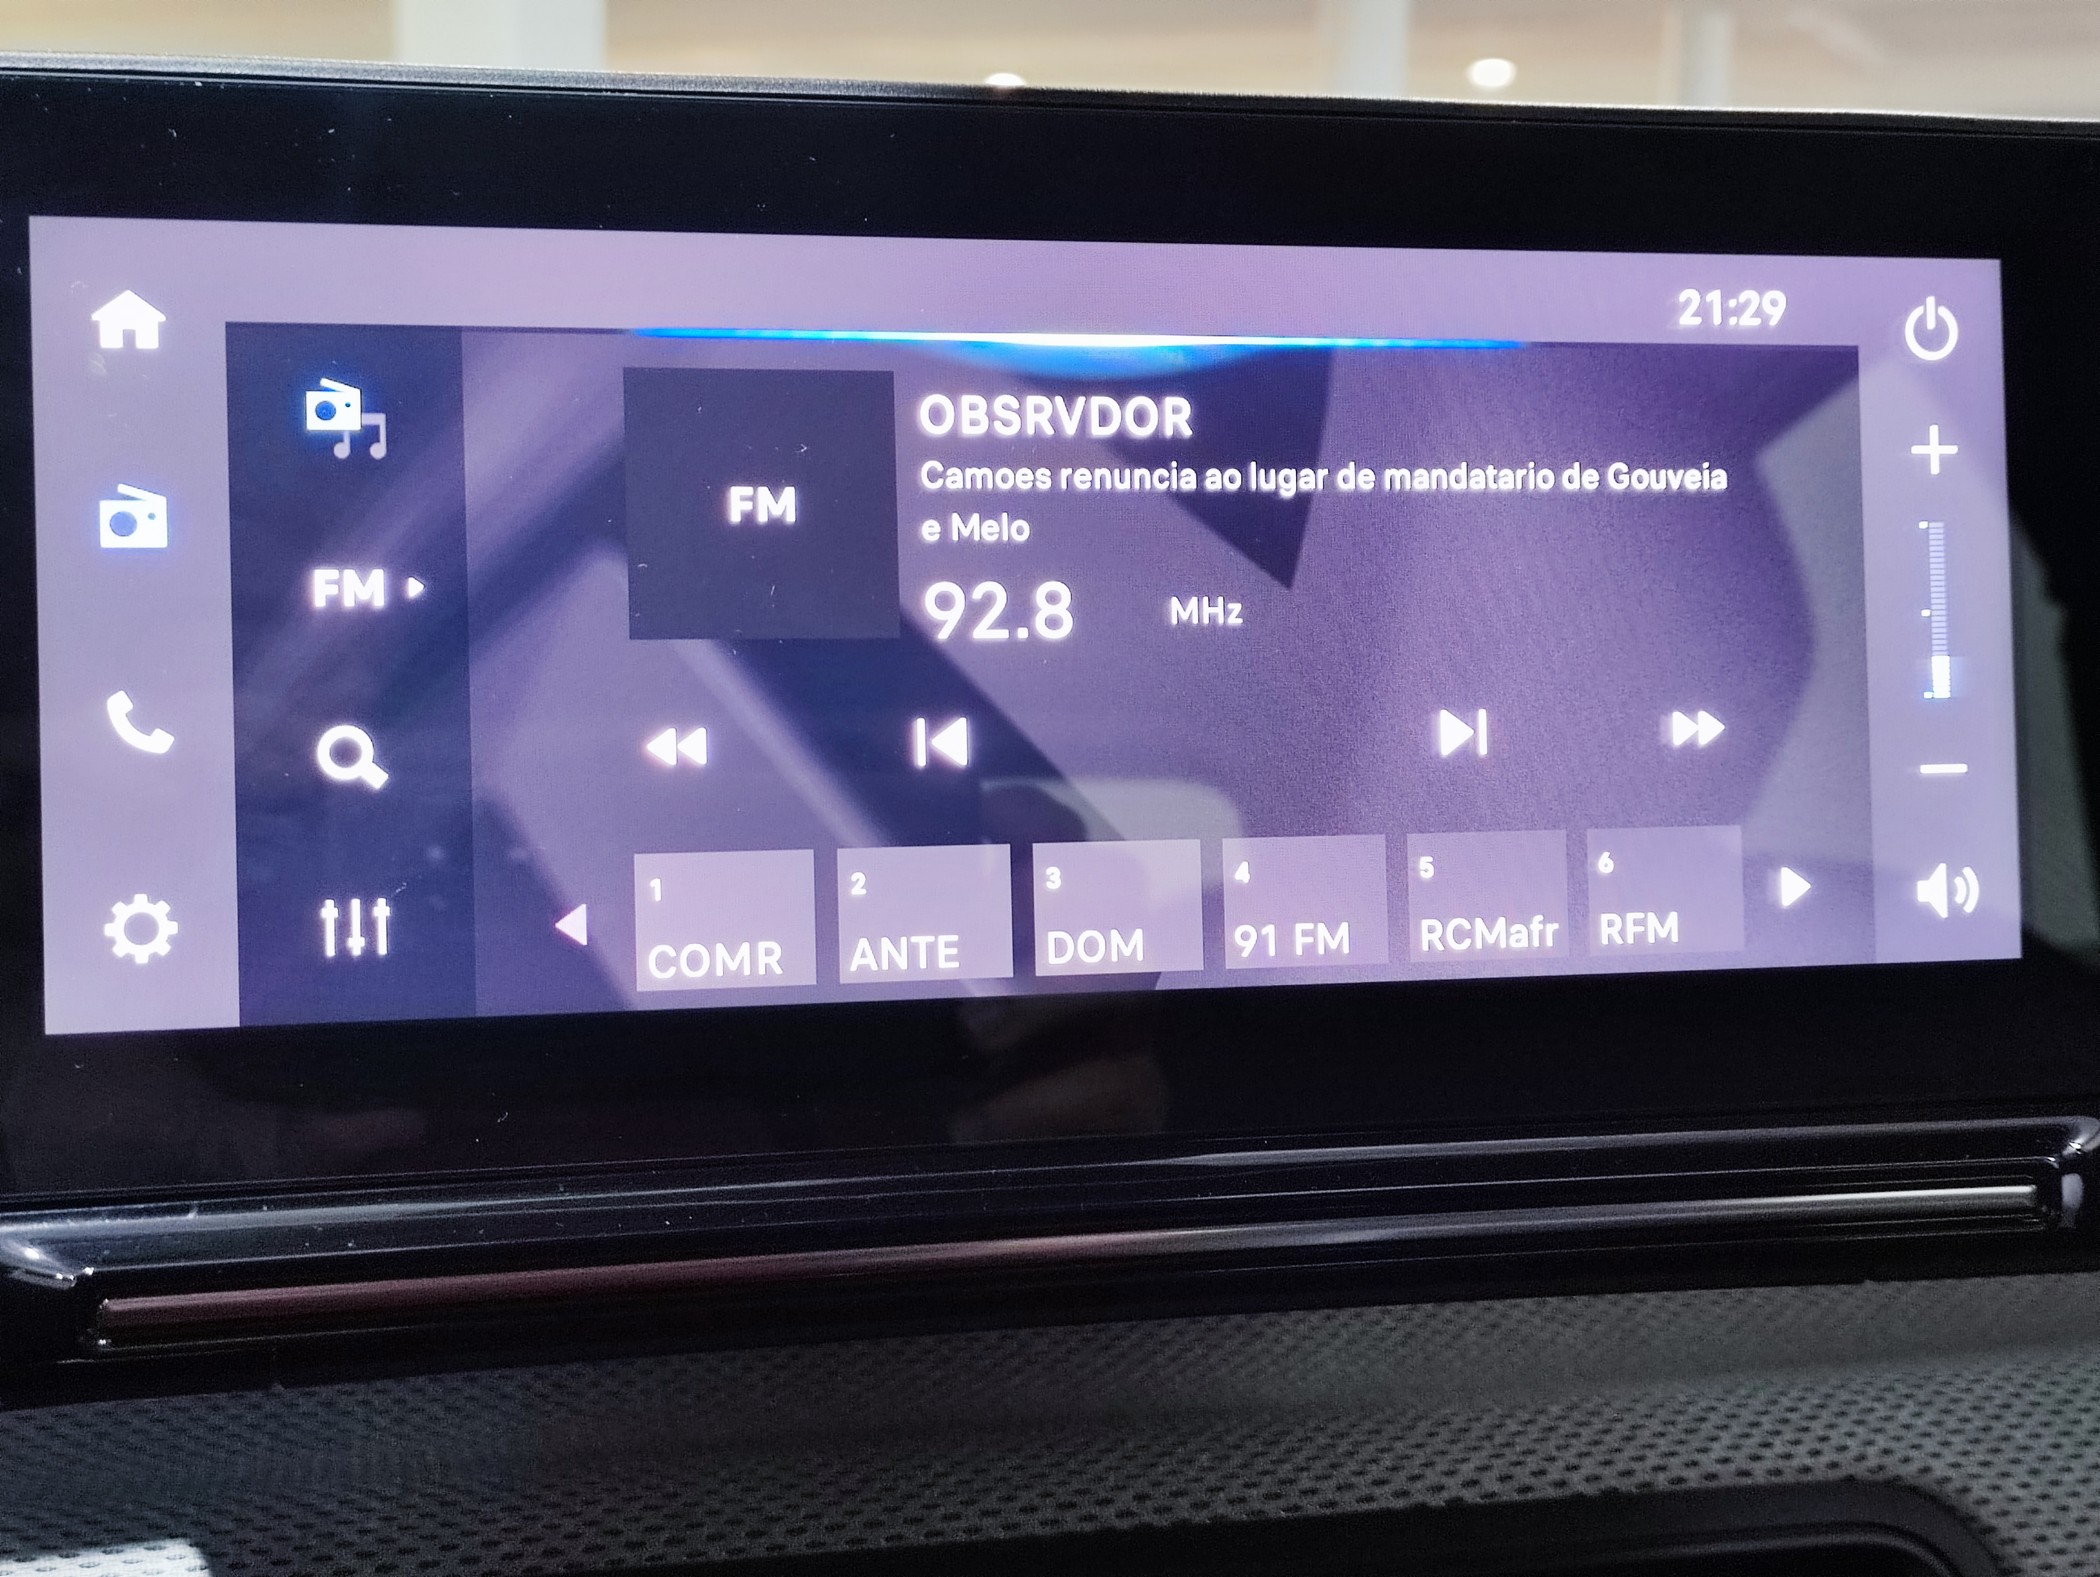 21:29
OBSRVDOR
Camoes renuncia ao lugar de mandatario de Gouveia
e Melo
FM
FM
92.8 MHz
1
COMR
2
ANTE
3
DOM
4
91 FM
5
RCMafr
6
RFM